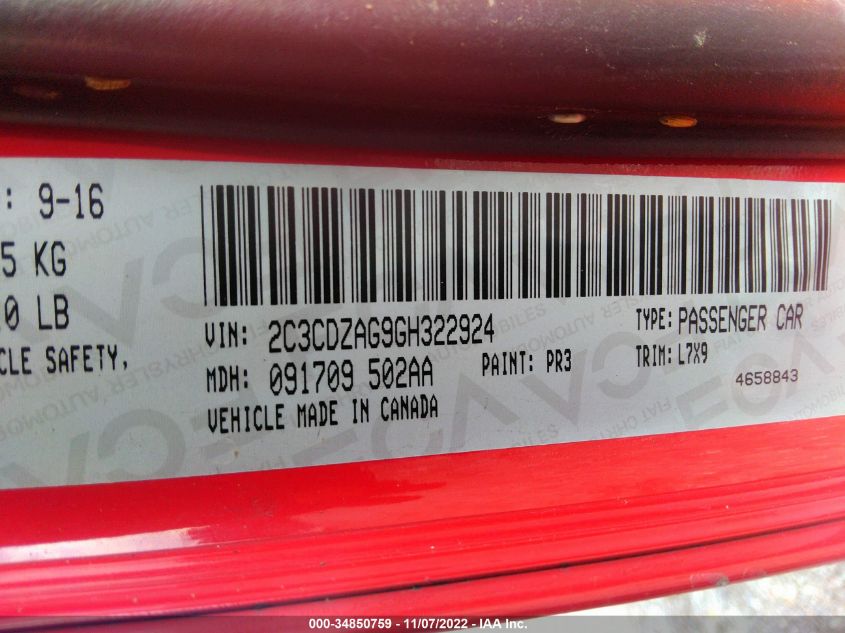 : 9-16
5 KG
0 LB
CLE SAFETY,
VIN: 2C3CDZAG9GH322924
TYPE: PASSENGER CAR
MDH: 091709 502AA
PAINT: PR3
TRIM: L7X9
VEHICLE MADE IN CANADA
4658843
000-34850759 - 11/07/2022 - IAA Inc.